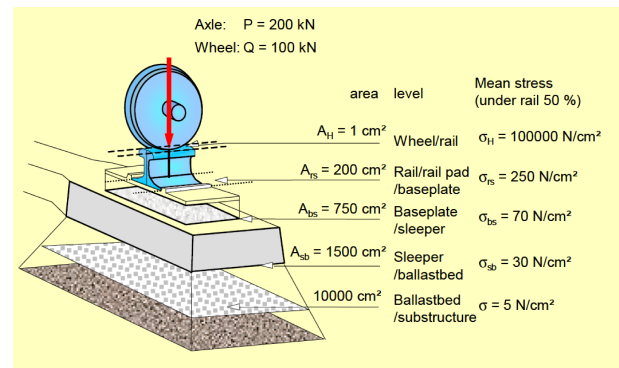 Axle: P = 200 kN
Wheel: Q = 100 kN
area level Mean stress
(under rail 50 %)
A_H = 1 cm² Wheel/rail σ_H = 100000 N/cm²
A_rs = 200 cm² Rail/rail pad σ_rs = 250 N/cm²
/baseplate
A_bs = 750 cm² Baseplate σ_bs = 70 N/cm²
/sleeper
A_sb = 1500 cm² Sleeper σ_sb = 30 N/cm²
/ballastbed
10000 cm² Ballastbed σ = 5 N/cm²
/substructure